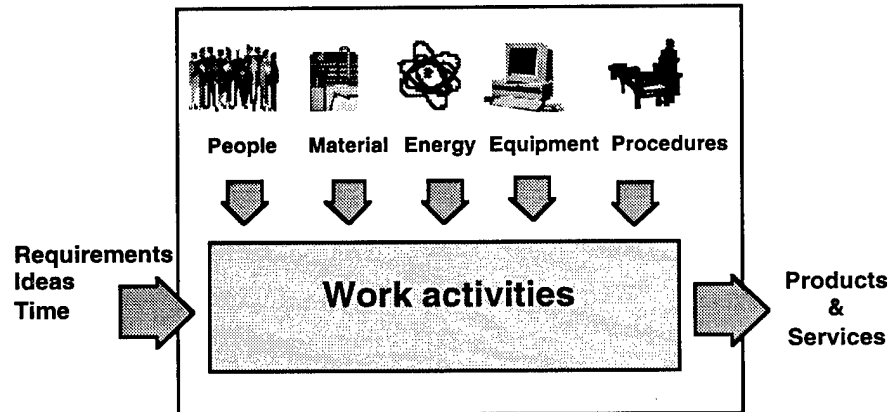 People Material Energy Equipment Procedures
Requirements
Ideas
Time
Work activities
Products
&
Services